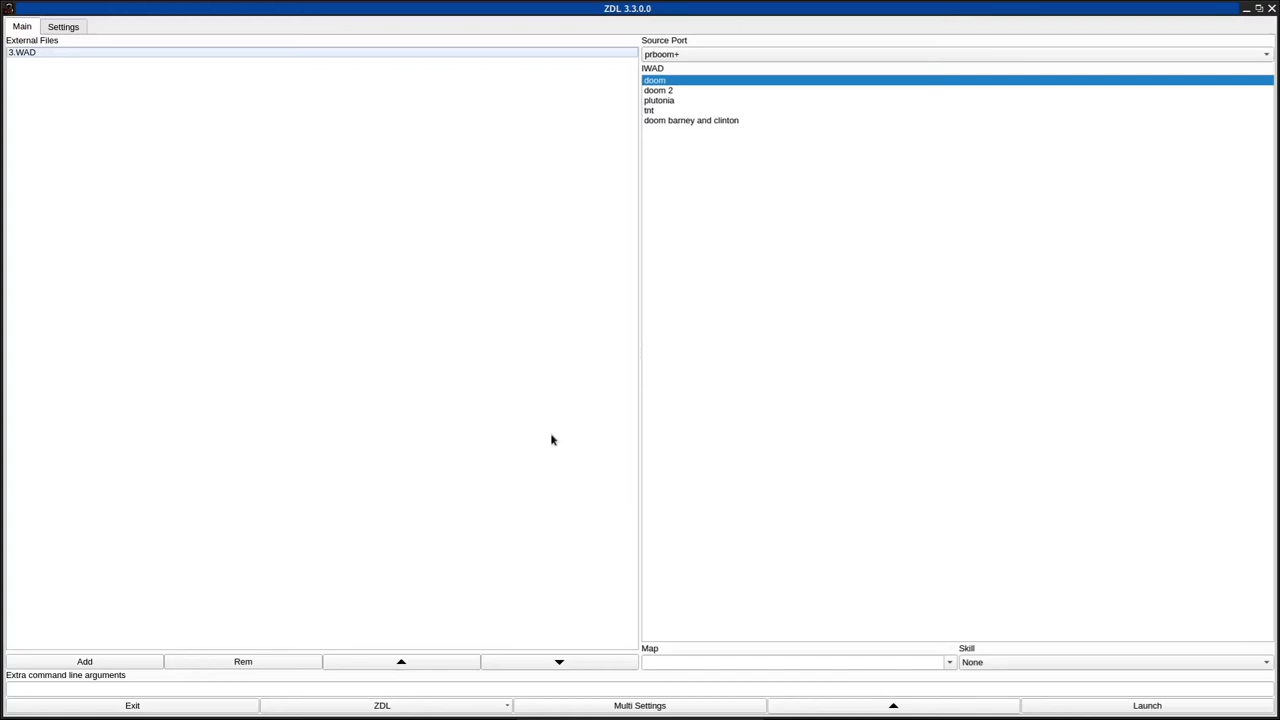 ZDL 3.3.0.0
Main
Settings
External Files
3.WAD
Source Port
prboom+
IWAD
doom
doom 2
plutonia
tnt
doom barney and clinton
Add
Rem
Map
Skill
None
Extra command line arguments
Exit
ZDL
Multi Settings
Launch